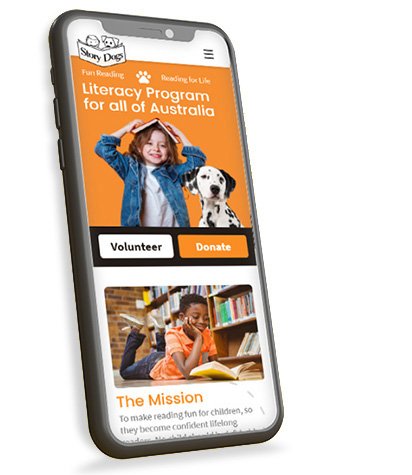 Story Dogs
Fun Reading
Reading for Life
Literacy Program
for all of Australia
Volunteer
Donate
The Mission
To make reading fun for children, so
they become confident lifelong